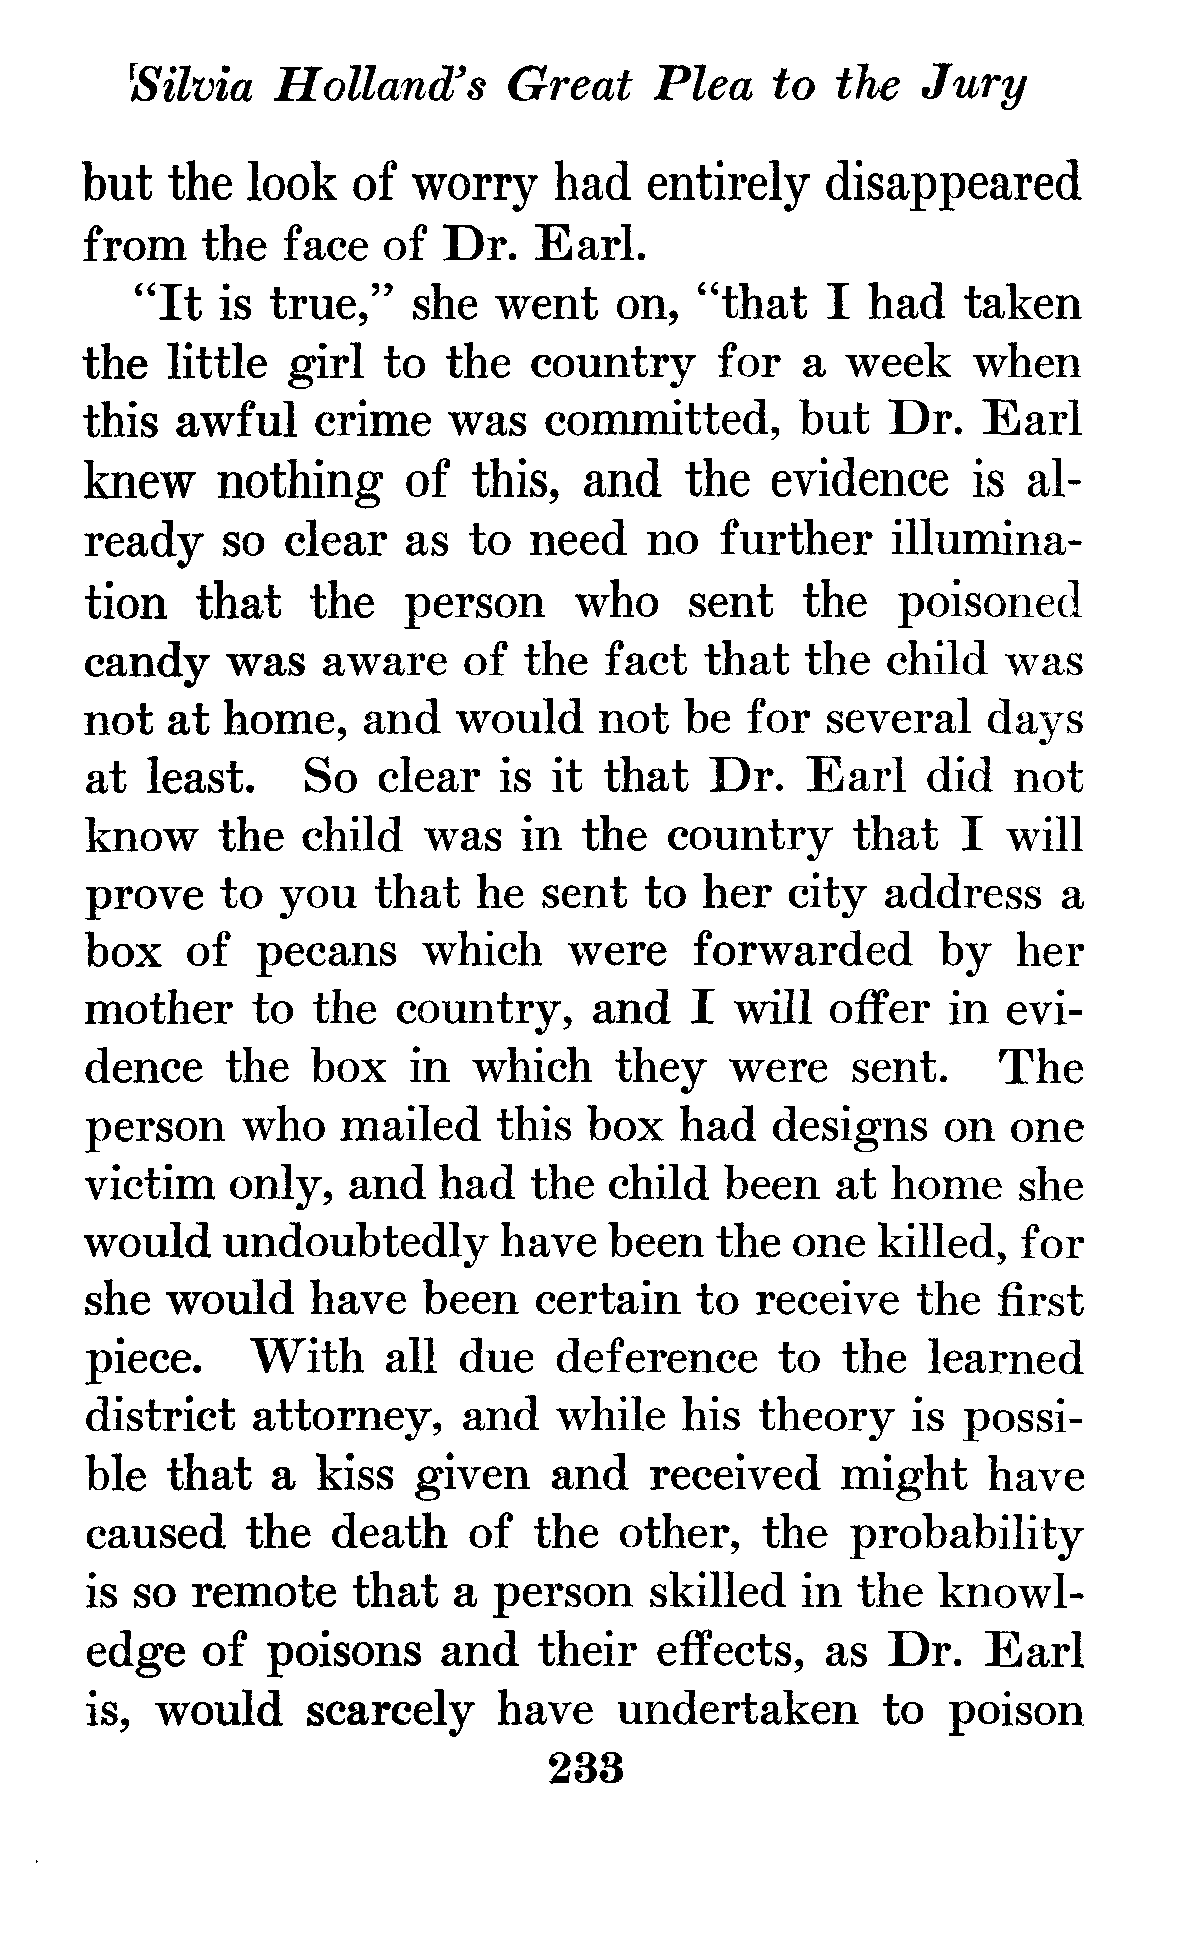 Silvia Holland's Great Plea to the Jury
but the look of worry had entirely disappeared
from the face of Dr. Earl.
“It is true,” she went on, “that I had taken
the little girl to the country for a week when
this awful crime was committed, but Dr. Earl
knew nothing of this, and the evidence is al-
ready so clear as to need no further illumina-
tion that the person who sent the poisoned
candy was aware of the fact that the child was
not at home, and would not be for several days
at least. So clear is it that Dr. Earl did not
know the child was in the country that I will
prove to you that he sent to her city address a
box of pecans which were forwarded by her
mother to the country, and I will offer in evi-
dence the box in which they were sent. The
person who mailed this box had designs on one
victim only, and had the child been at home she
would undoubtedly have been the one killed, for
she would have been certain to receive the first
piece. With all due deference to the learned
district attorney, and while his theory is possi-
ble that a kiss given and received might have
caused the death of the other, the probability
is so remote that a person skilled in the knowl-
edge of poisons and their effects, as Dr. Earl
is, would scarcely have undertaken to poison
233